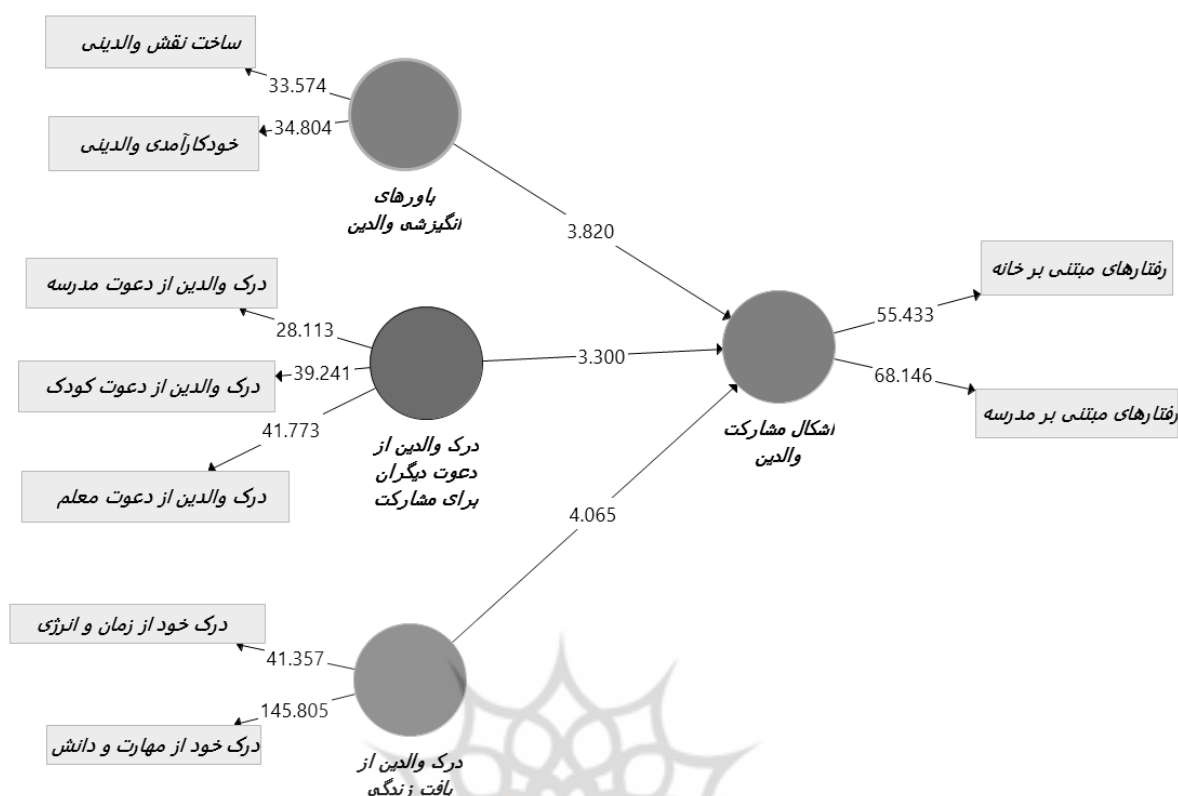 ساخت نقش والدینی
33.574
34.804
خودکارآمدی والدینی
باورهای
انگیزشی والدین
3.820
درک والدین از دعوت مدرسه
28.113
39.241
درک والدین از دعوت کودک
41.773
درک والدین از دعوت معلم
درک والدین از
دعوت دیگران
برای مشارکت
3.300
رفتارهای مبتنی بر خانه
55.433
68.146
رفتارهای مبتنی بر مدرسه
اشکال مشارکت
والدین
4.065
درک خود از زمان و انرژی
41.357
145.805
درک خود از مهارت و دانش
درک والدین از
بافت زندگی